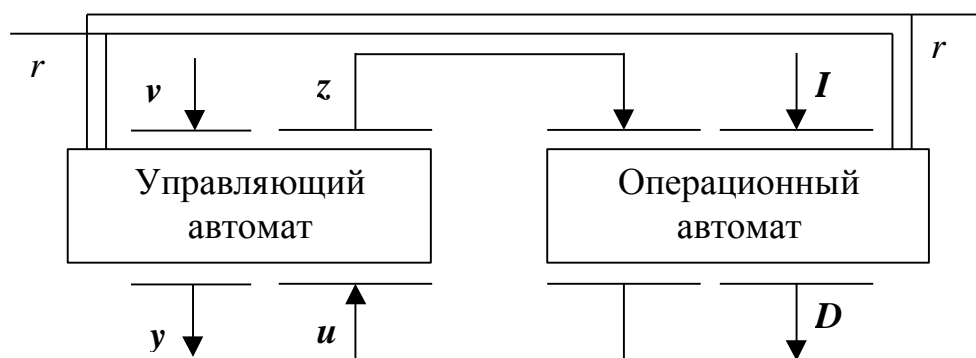 r
r
v
z
I
Управляющий
автомат
Операционный
автомат
y
u
D